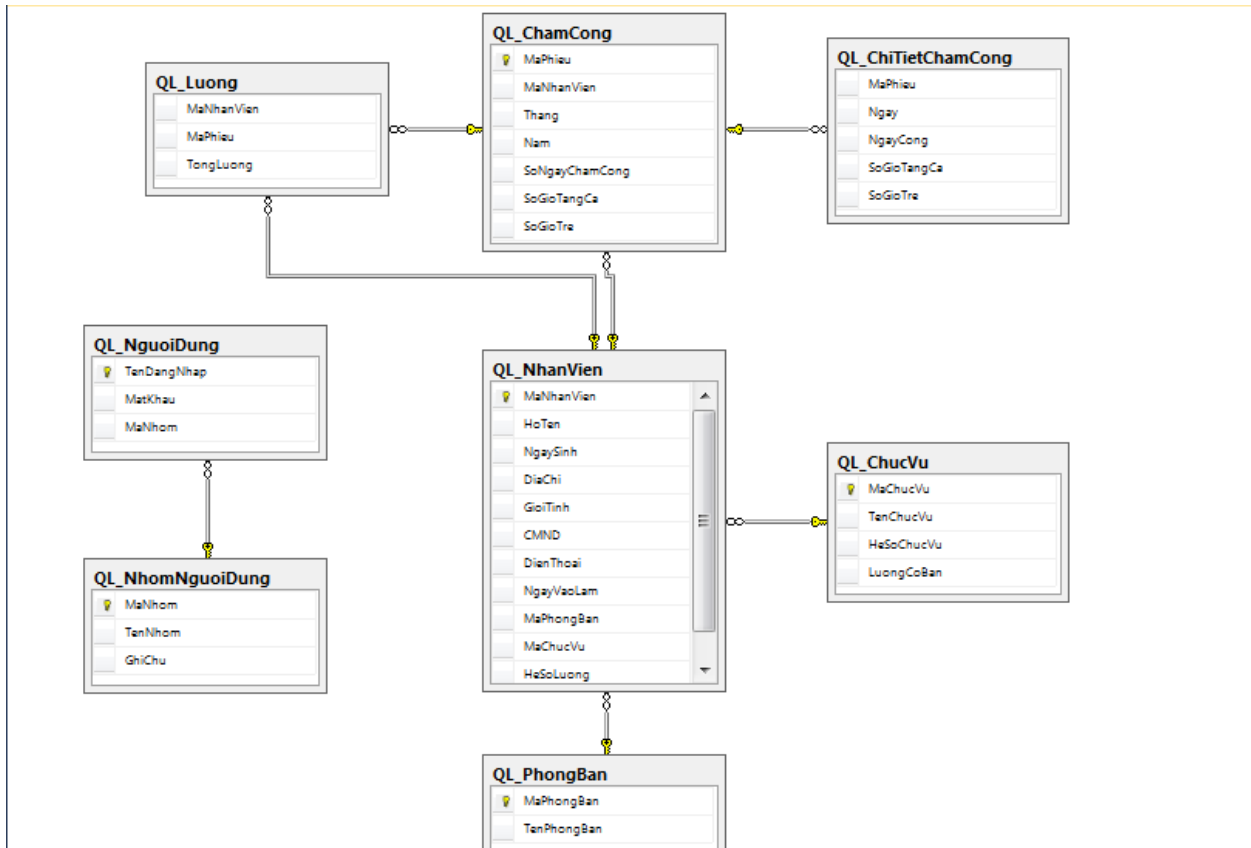 QL_ChamCong
MaPhieu
MaNhanVien
Thang
Nam
SoNgayChamCong
SoGioTangCa
SoGioTre
QL_ChiTietChamCong
MaPhieu
Ngay
NgayCong
SoGioTangCa
SoGioTre
QL_Luong
MaNhanVien
MaPhieu
TongLuong
QL_NguoiDung
TenDangNhap
MatKhau
MaNhom
QL_NhanVien
MaNhanVien
HoTen
NgaySinh
DiaChi
GioiTinh
CMND
DienThoai
NgayVaoLam
MaPhongBan
MaChucVu
HeSoLuong
QL_ChucVu
MaChucVu
TenChucVu
HeSoChucVu
LuongCoBan
QL_NhomNguoiDung
MaNhom
TenNhom
GhiChu
QL_PhongBan
MaPhongBan
TenPhongBan